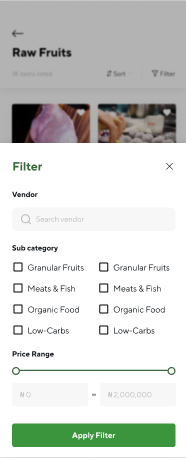 Raw Fruits
Sort
Filter
Filter
Vendor
Search vendor
Sub category
Granular Fruits Granular Fruits
Meats & Fish Meats & Fish
Organic Food Organic Food
Low-Carbs Low-Carbs
Price Range
₦0 – ₦2,000,000
Apply Filter